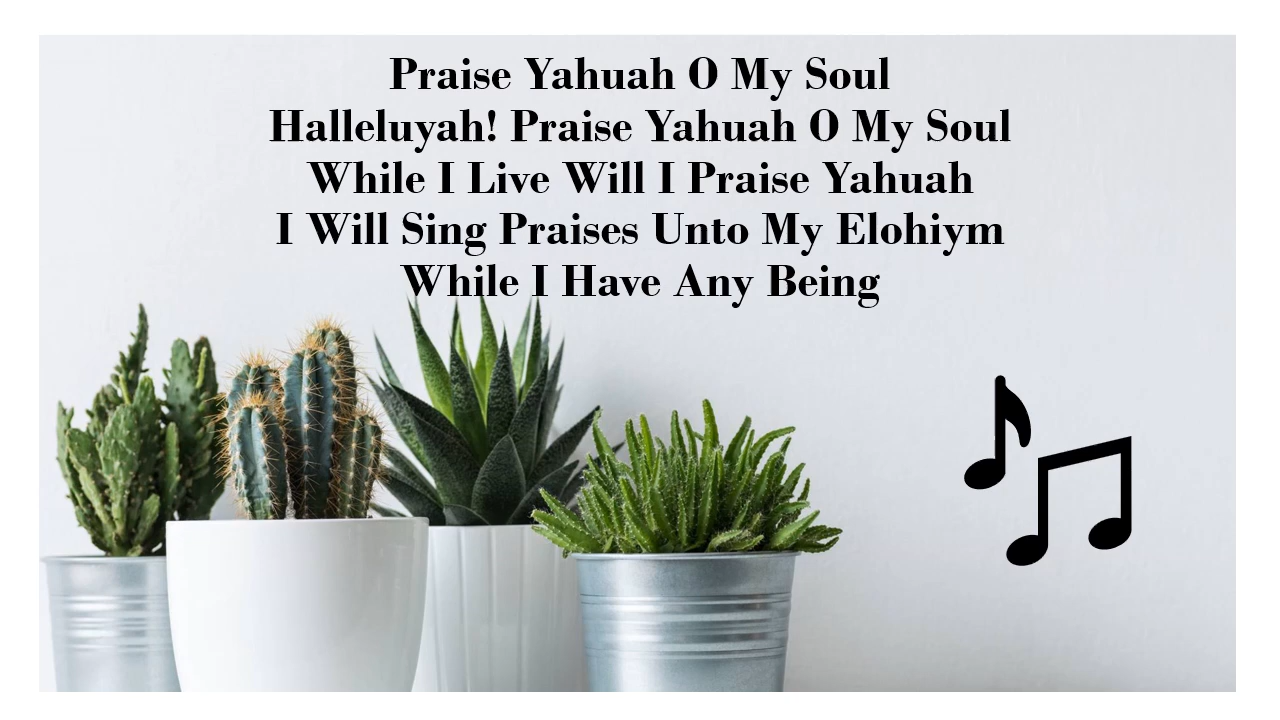 Praise Yahuah O My Soul
Halleluyah! Praise Yahuah O My Soul
While I Live Will I Praise Yahuah
I Will Sing Praises Unto My Elohiym
While I Have Any Being